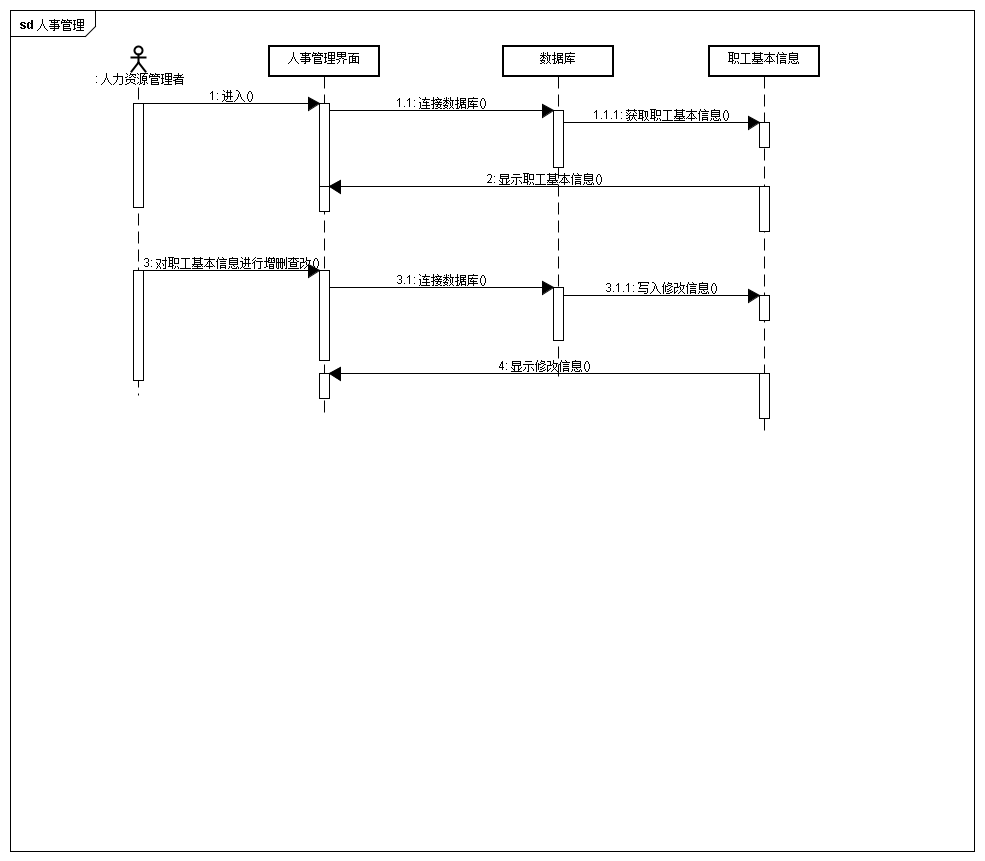 sd 人事管理
: 人力资源管理者
人事管理界面
数据库
职工基本信息
1: 进入()
1.1: 连接数据库()
1.1.1: 获取职工基本信息()
2: 显示职工基本信息()
3: 对职工基本信息进行增删查改()
3.1: 连接数据库()
3.1.1: 写入修改信息()
4: 显示修改信息()